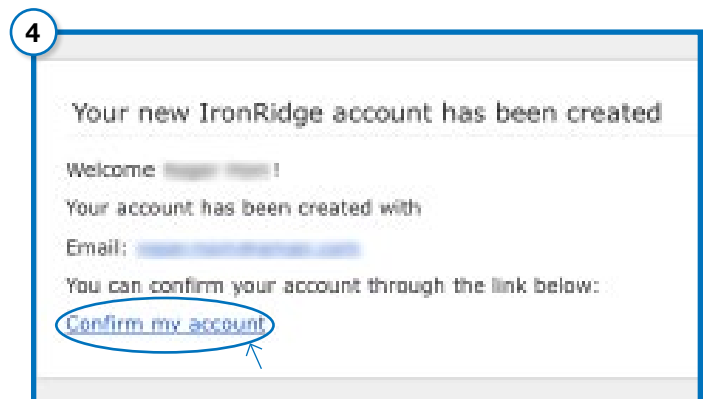 4
Your new IronRidge account has been created
Welcome !
Your account has been created with
Email:
You can confirm your account through the link below:
Confirm my account